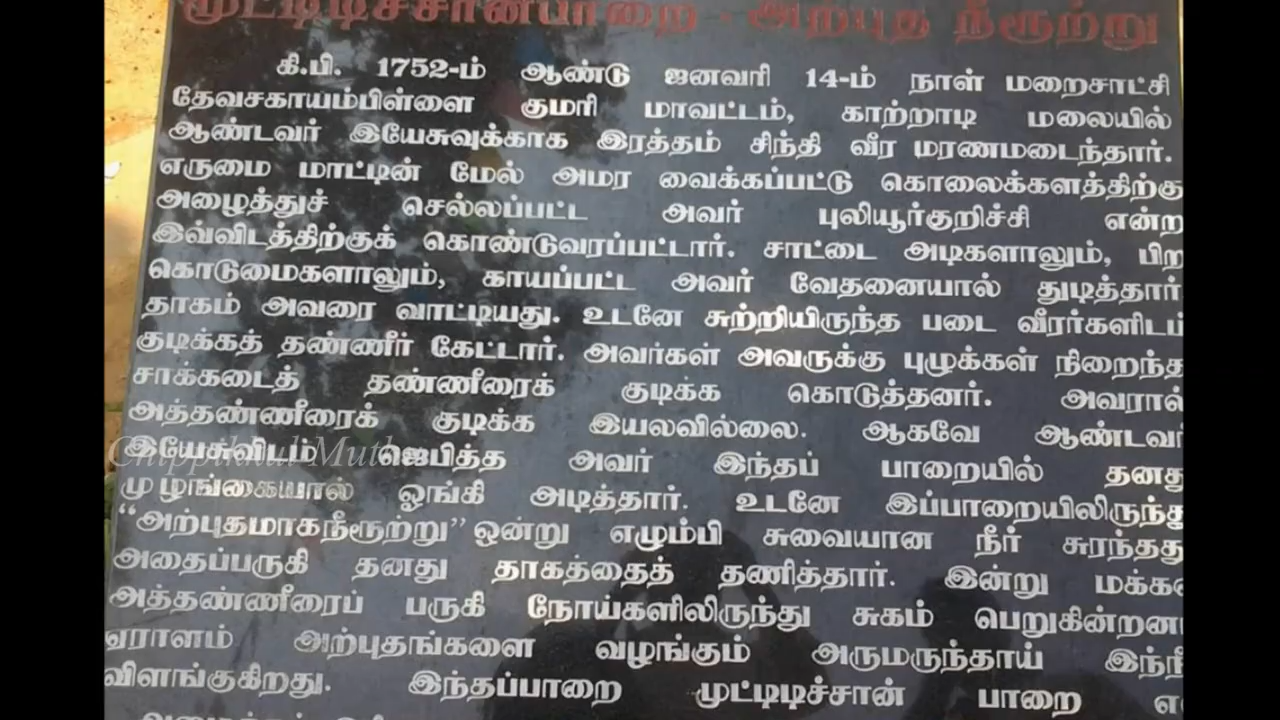 முட்டிடிச்சான்பாறை - அற்புத நீரூற்று
கி.பி. 1752-ம் ஆண்டு ஜனவரி 14-ம் நாள் மறைசாட்சி
தேவசகாயம்பிள்ளை குமரி மாவட்டம், காற்றாடி மலையில்
ஆண்டவர் இயேசுவுக்காக இரத்தம் சிந்தி வீர மரணமடைந்தார்.
எருமை மாட்டின் மேல் அமர வைக்கப்பட்டு கொலைக்களத்திற்கு
அழைத்துச் செல்லப்பட்ட அவர் புலியூர்குறிச்சி என்ற
இவ்விடத்திற்குக் கொண்டுவரப்பட்டார். சாட்டை அடிகளாலும், பிற
கொடுமைகளாலும், காயப்பட்ட அவர் வேதனையால் துடித்தார்
தாகம் அவரை வாட்டியது. உடனே சுற்றியிருந்த படை வீரர்களிடம்
குடிக்கத் தண்ணீர் கேட்டார். அவர்கள் அவருக்கு புழுக்கள் நிறைந்த
சாக்கடைத் தண்ணீரைக் குடிக்க கொடுத்தனர். அவரால்
அத்தண்ணீரைக் குடிக்க இயலவில்லை. ஆகவே ஆண்டவர்
இயேசுவிடம் ஜெபித்த அவர் இந்தப் பாறையில் தனது
முழங்கையால் ஓங்கி அடித்தார். உடனே இப்பாறையிலிருந்து
“அற்புதமாகநீரூற்று” ஒன்று எழும்பி சுவையான நீர் சுரந்தது
அதைப்பருகி தனது தாகத்தைத் தணித்தார். இன்று மக்கள்
அத்தண்ணீரைப் பருகி நோய்களிலிருந்து சுகம் பெறுகின்றன
ஏராளம் அற்புதங்களை வழங்கும் அருமருந்தாய் இந்நீ
விளங்குகிறது. இந்தப்பாறை முட்டிடிச்சான் பாறை எ